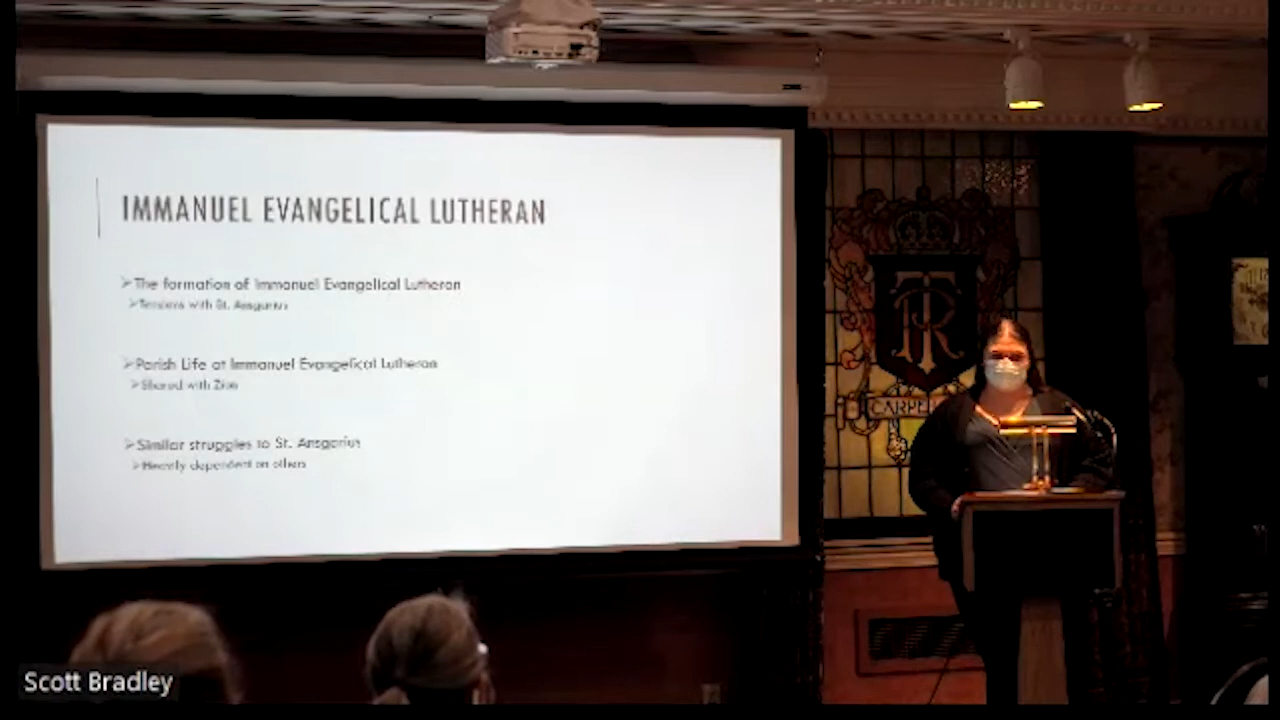 IMMANUEL EVANGELICAL LUTHERAN
The formation of Immanuel Evangelical Lutheran
Tensions with St. Ansgarius
Parish Life at Immanuel Evangelical Lutheran
Shared with Zion
Similar struggles to St. Ansgarius
Heavily dependent on others
TR
Scott Bradley